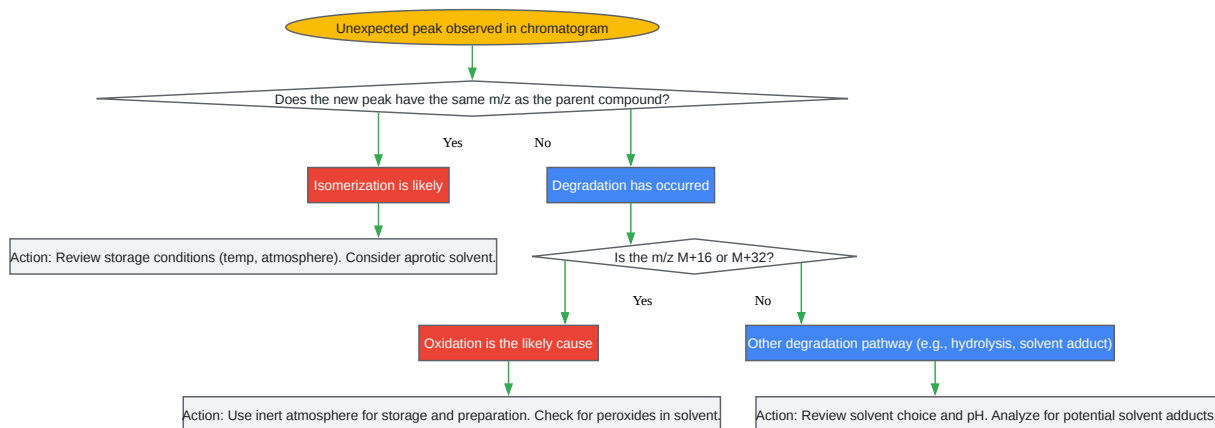 Unexpected peak observed in chromatogram
Does the new peak have the same m/z as the parent compound?
Yes
No
Isomerization is likely
Degradation has occurred
Action: Review storage conditions (temp, atmosphere). Consider aprotic solvent.
Is the m/z M+16 or M+32?
Yes
No
Oxidation is the likely cause
Other degradation pathway (e.g., hydrolysis, solvent adduct)
Action: Use inert atmosphere for storage and preparation. Check for peroxides in solvent.
Action: Review solvent choice and pH. Analyze for potential solvent adducts